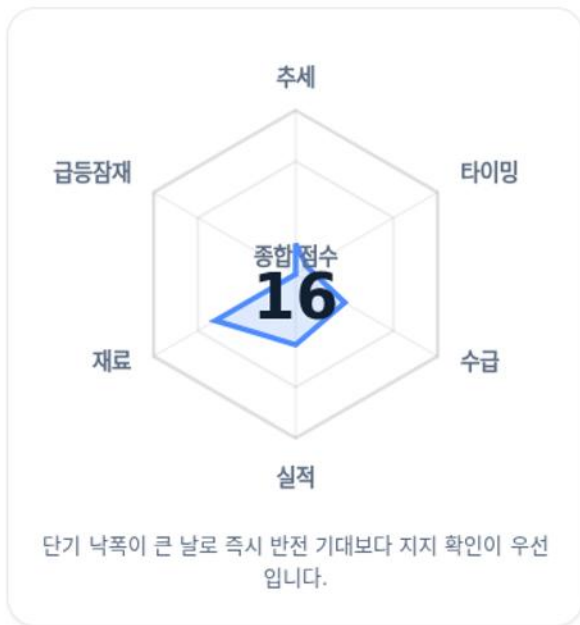 추세
급등잠재
타이밍
종합 점수
16
재료
수급
실적
단기 낙폭이 큰 날로 즉시 반전 기대보다 지지 확인이 우선
입니다.